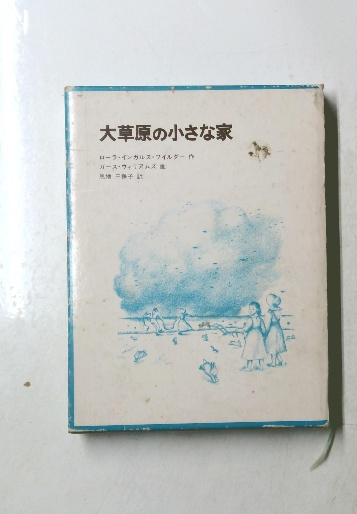 大草原の小さな家
ローラ・インガルス・ワイルダー 作
ガース・ウィリアムズ 画
恩地 三保子 訳